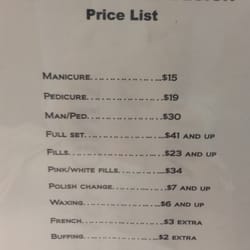 Price List
Manicure..................$15
Pedicure..................$19
Man/Ped..................$30
Full set..................$41 and up
Fills..................$23 and up
Pink/white fills..........$34
Polish change..........$7 and up
Waxing..................$6 and up
French..................$3 extra
Buffing..................$2 extra